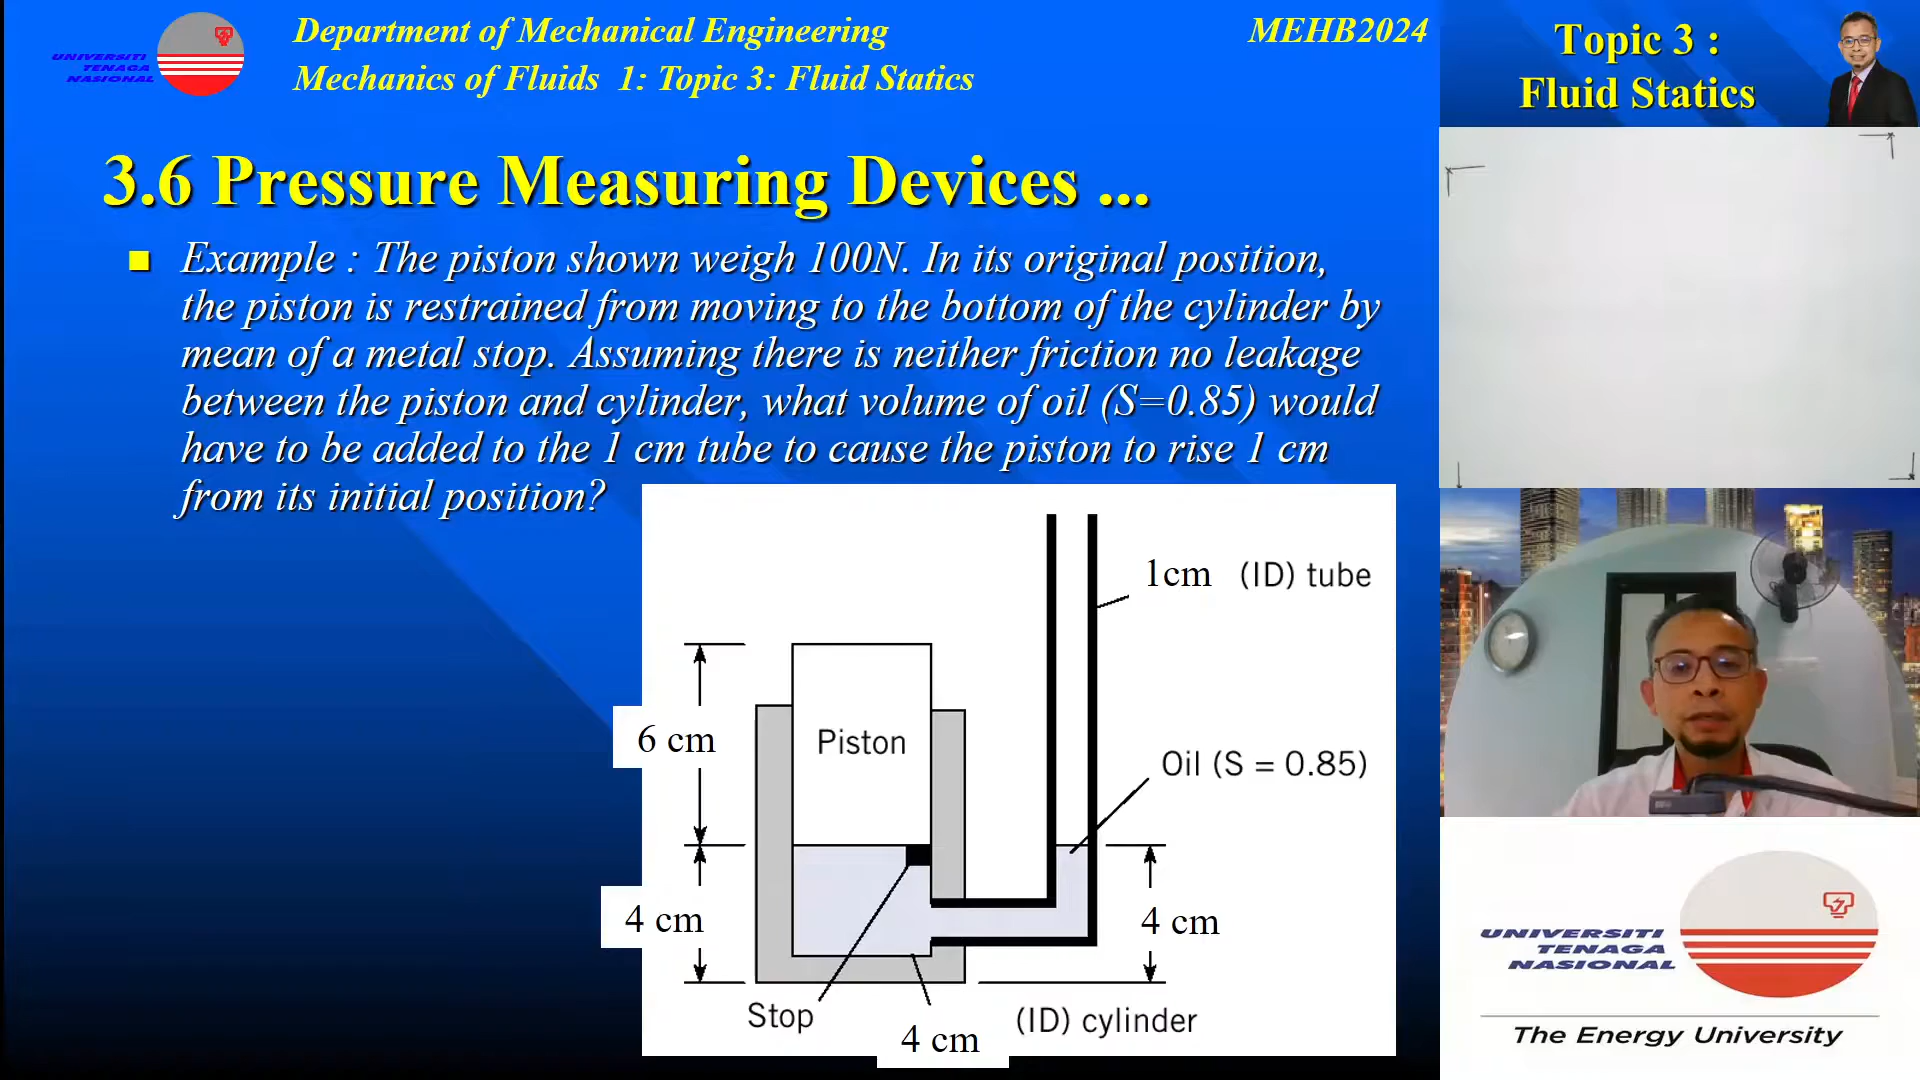 UNIVERSITI
TENAGA
NASIONAL
Department of Mechanical Engineering
MEHB2024
Mechanics of Fluids 1: Topic 3: Fluid Statics
Topic 3 :
Fluid Statics
3.6 Pressure Measuring Devices ...
Example : The piston shown weigh 100N. In its original position,
the piston is restrained from moving to the bottom of the cylinder by
mean of a metal stop. Assuming there is neither friction no leakage
between the piston and cylinder, what volume of oil (S=0.85) would
have to be added to the 1 cm tube to cause the piston to rise 1 cm
from its initial position?
1cm (ID) tube
6 cm
Piston
Oil (S = 0.85)
4 cm
4 cm
Stop
4 cm
(ID) cylinder
UNIVERSITI
TENAGA
NASIONAL
The Energy University